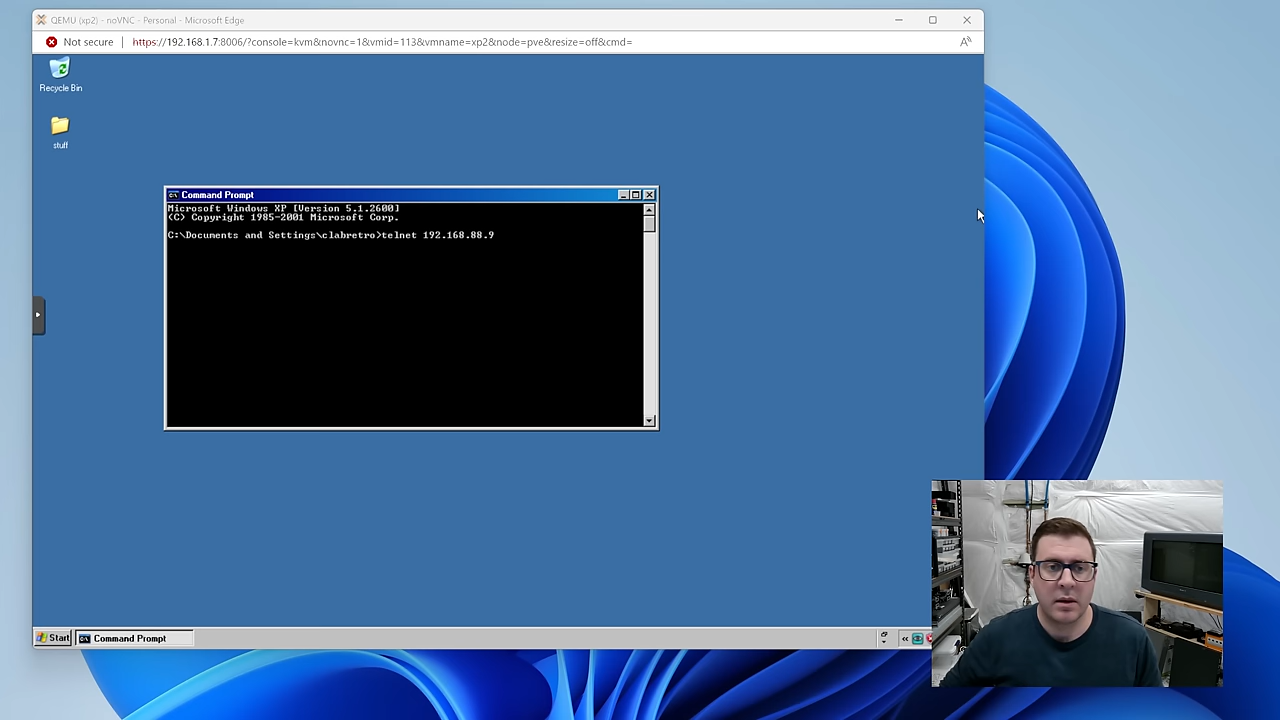 QEMU (xp2) - noVNC - Personal - Microsoft Edge
Not secure | https://192.168.1.7:8006/?console=kvm&novnc=1&vmid=113&vmname=xp2&node=pve&resize=off&cmd=
Recycle Bin
stuff
Command Prompt
Microsoft Windows XP [Version 5.1.2600]
(C) Copyright 1985-2001 Microsoft Corp.
C:\Documents and Settings\clabretro>telnet 192.168.88.9
Start
Command Prompt